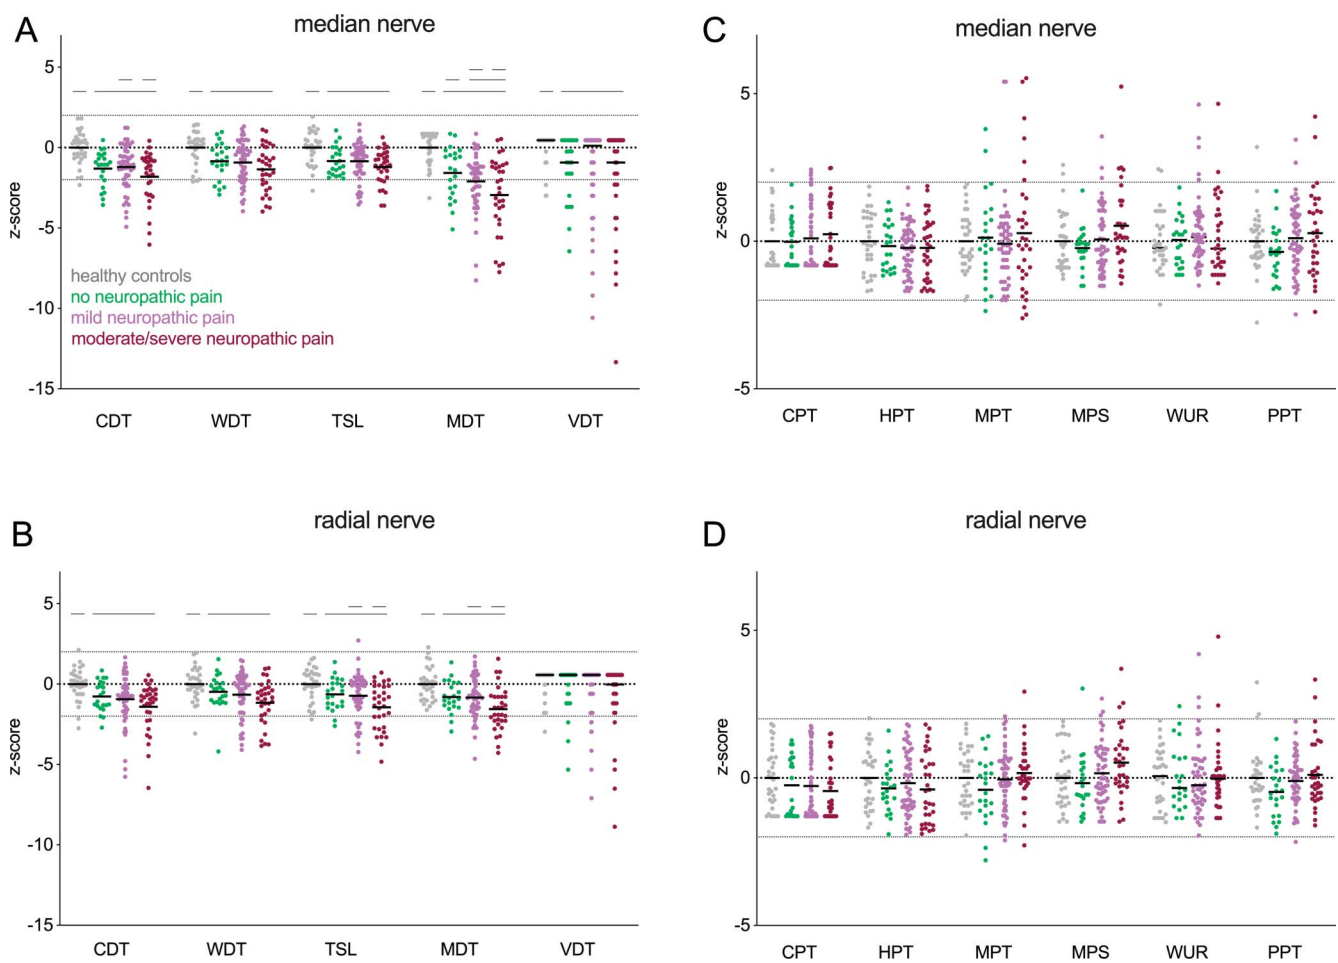 A
median nerve
5
0
-5
-10
-15
z-score
healthy controls
no neuropathic pain
mild neuropathic pain
moderate/severe neuropathic pain
CDT WDT TSL MDT VDT
C
median nerve
5
0
-5
z-score
CPT HPT MPT MPS WUR PPT
B
radial nerve
5
0
-5
-10
-15
z-score
CDT WDT TSL MDT VDT
D
radial nerve
5
0
-5
z-score
CPT HPT MPT MPS WUR PPT